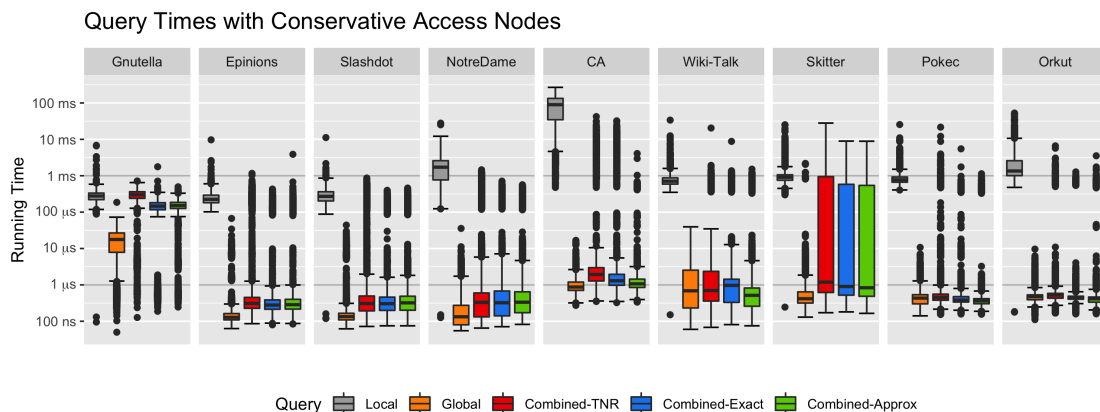 Query Times with Conservative Access Nodes
Gnutella Epinions Slashdot NotreDame CA Wiki-Talk Skitter Pokec Orkut
Running Time
100 ms
10 ms
1 ms
100 µs
10 µs
1 µs
100 ns
Query Local Global Combined-TNR Combined-Exact Combined-Approx